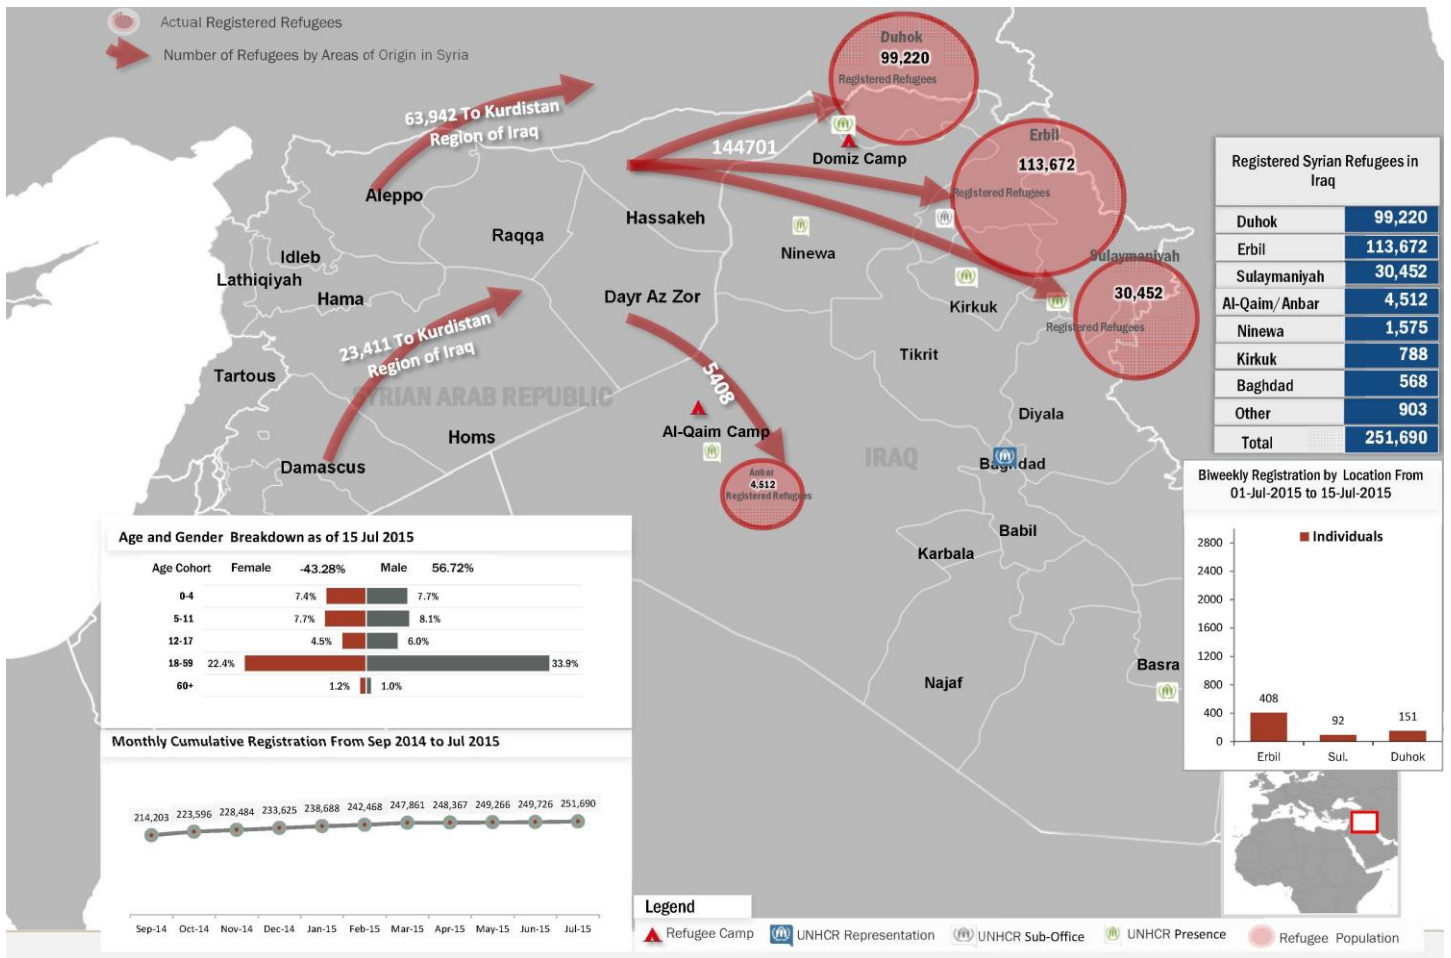 Actual Registered Refugees
Number of Refugees by Areas of Origin in Syria
63,942 To Kurdistan
Region of Iraq
Duhok
99,220
Registered Refugees
144701
Domiz Camp
Erbil
113,672
Registered Refugees
Aleppo
Hassakeh
Raqqa
Ninewa
Idleb
Lathiqiyah
Hama
Dayr Az Zor
Kirkuk
Sulaymaniyah
30,452
Registered Refugees
23,411 To Kurdistan
Region of Iraq
Tikrit
Tartous
SYRIAN ARAB REPUBLIC
5408
Al-Qaim Camp
Diyala
Homs
IRAQ
Baghdad
Damascus
Anbar
4,512
Registered Refugees
Babil
Karbala
Basra
Najaf
Registered Syrian Refugees in
Iraq
Duhok 99,220
Erbil 113,672
Sulaymaniyah 30,452
Al-Qaim/Anbar 4,512
Ninewa 1,575
Kirkuk 788
Baghdad 568
Other 903
Total 251,690
Biweekly Registration by Location From
01-Jul-2015 to 15-Jul-2015
Individuals
2800
2400
2000
1600
1200
800
400
0
408
92
151
Erbil Sul. Duhok
Age and Gender Breakdown as of 15 Jul 2015
Age Cohort Female -43.28% Male 56.72%
0-4 7.4% 7.7%
5-11 7.7% 8.1%
12-17 4.5% 6.0%
18-59 22.4% 33.9%
60+ 1.2% 1.0%
Monthly Cumulative Registration From Sep 2014 to Jul 2015
214,203 223,596 228,484 233,625 238,688 242,468 247,861 248,367 249,266 249,726 251,690
Sep-14 Oct-14 Nov-14 Dec-14 Jan-15 Feb-15 Mar-15 Apr-15 May-15 Jun-15 Jul-15
Legend
Refugee Camp UNHCR Representation UNHCR Sub-Office UNHCR Presence Refugee Population